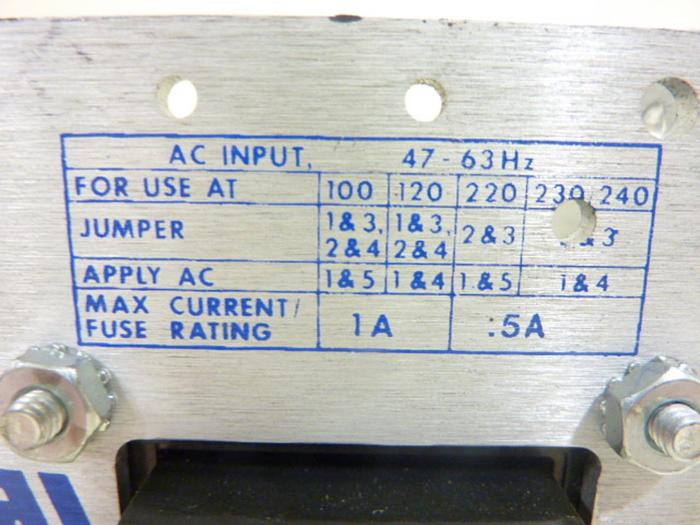 AC INPUT, 47-63Hz
FOR USE AT 100 120 220 230 240
JUMPER 1&3, 2&4 1&3, 2&4 2&3 &3
APPLY AC 1&5 1&4 1&5 1&4
MAX CURRENT/ FUSE RATING 1A .5A